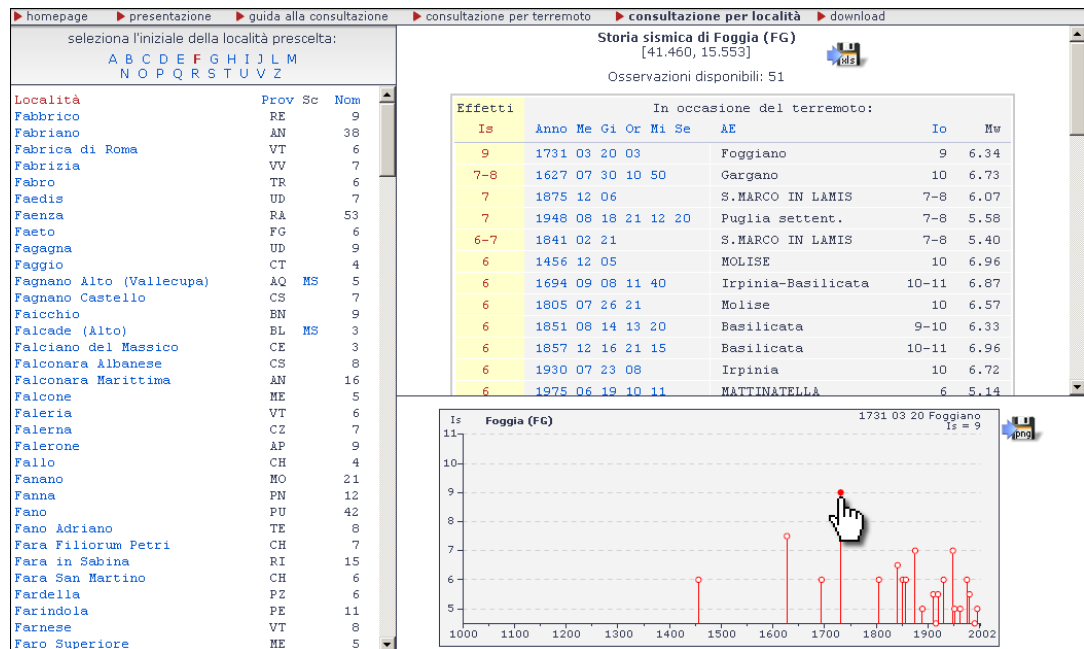 homepage presentazione guida alla consultazione consultazione per terremoto consultazione per località download
seleziona l'iniziale della località prescelta:
A B C D E F G H I J L M
N O P Q R S T U V Z
Località Prov Sc Nom
Fabbrico RE 9
Fabriano AN 38
Fabrica di Roma VT 6
Fabrizia VV 7
Fabro TR 6
Faedis UD 7
Faenza RA 53
Faeto FG 6
Fagagna UD 9
Faggio CT 4
Fagnano Alto (Vallecupa) AQ MS 5
Fagnano Castello CS 7
Faicchio BN 9
Falcade (Alto) BL MS 3
Falciano del Massico CE 3
Falconara Albanese CS 8
Falconara Marittima AN 16
Falcone ME 5
Faleria VT 6
Falerna CZ 7
Falerone AP 9
Fallo CH 4
Fanano MO 21
Fanna PN 12
Fano PU 42
Fano Adriano TE 8
Fara Filiorum Petri CH 7
Fara in Sabina RI 15
Fara San Martino CH 6
Fardella PZ 6
Farindola PE 11
Farnese VT 8
Faro Superiore ME 5
Storia sismica di Foggia (FG)
[41.460, 15.553]
xls
Osservazioni disponibili: 51
Effetti In occasione del terremoto:
Is Anno Me Gi Or Mi Se AE Io Mw
9 1731 03 20 03 Foggiano 9 6.34
7-8 1627 07 30 10 50 Gargano 10 6.73
7 1875 12 06 S.MARCO IN LAMIS 7-8 6.07
7 1948 08 18 21 12 20 Puglia settent. 7-8 5.58
6-7 1841 02 21 S.MARCO IN LAMIS 7-8 5.40
6 1456 12 05 MOLISE 10 6.96
6 1694 09 08 11 40 Irpinia-Basilicata 10-11 6.87
6 1805 07 26 21 Molise 10 6.57
6 1851 08 14 13 20 Basilicata 9-10 6.33
6 1857 12 16 21 15 Basilicata 10-11 6.96
6 1930 07 23 08 Irpinia 10 6.72
6 1975 06 19 10 11 MATTINATELLA 6 5.14
Is Foggia (FG) 1731 03 20 Foggiano
Is = 9
png
11
10
9
8
7
6
5
1000 1100 1200 1300 1400 1500 1600 1700 1800 1900 2002